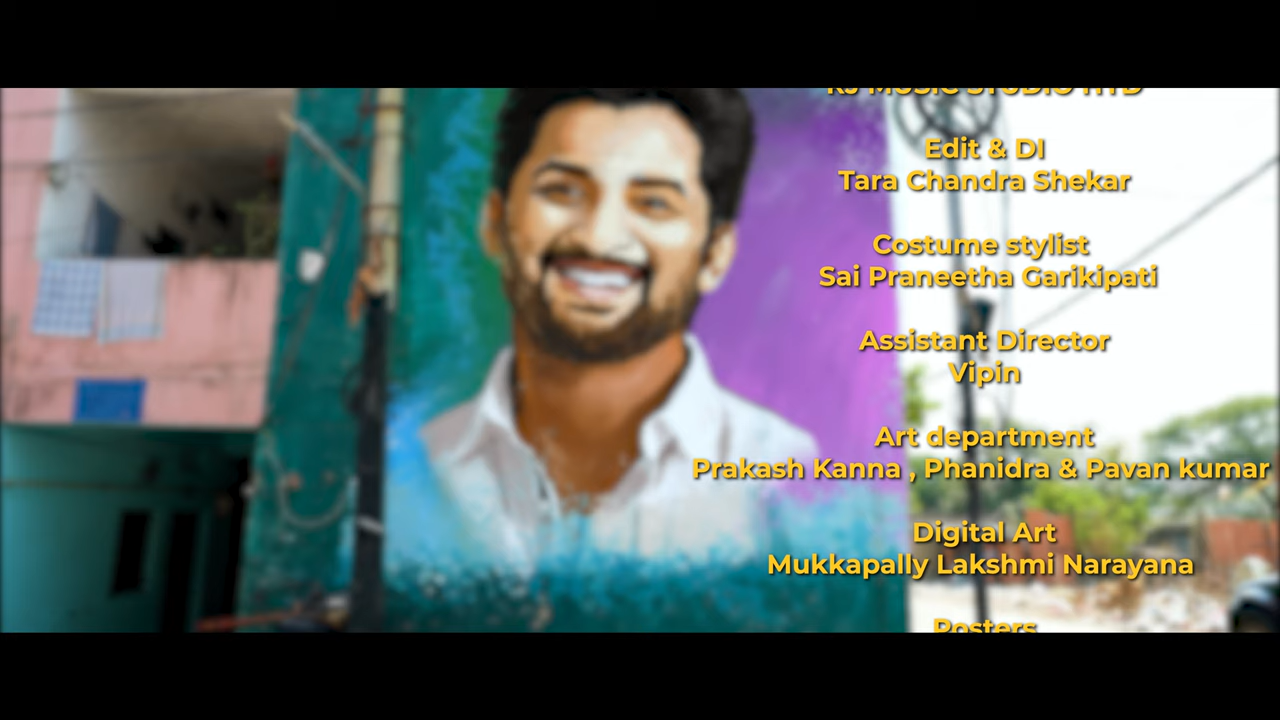 Edit & DI
Tara Chandra Shekar
Costume stylist
Sai Praneetha Garikipati
Assistant Director
Vipin
Art department
Prakash Kanna , Phanidra & Pavan kumar
Digital Art
Mukkapally Lakshmi Narayana
Posters